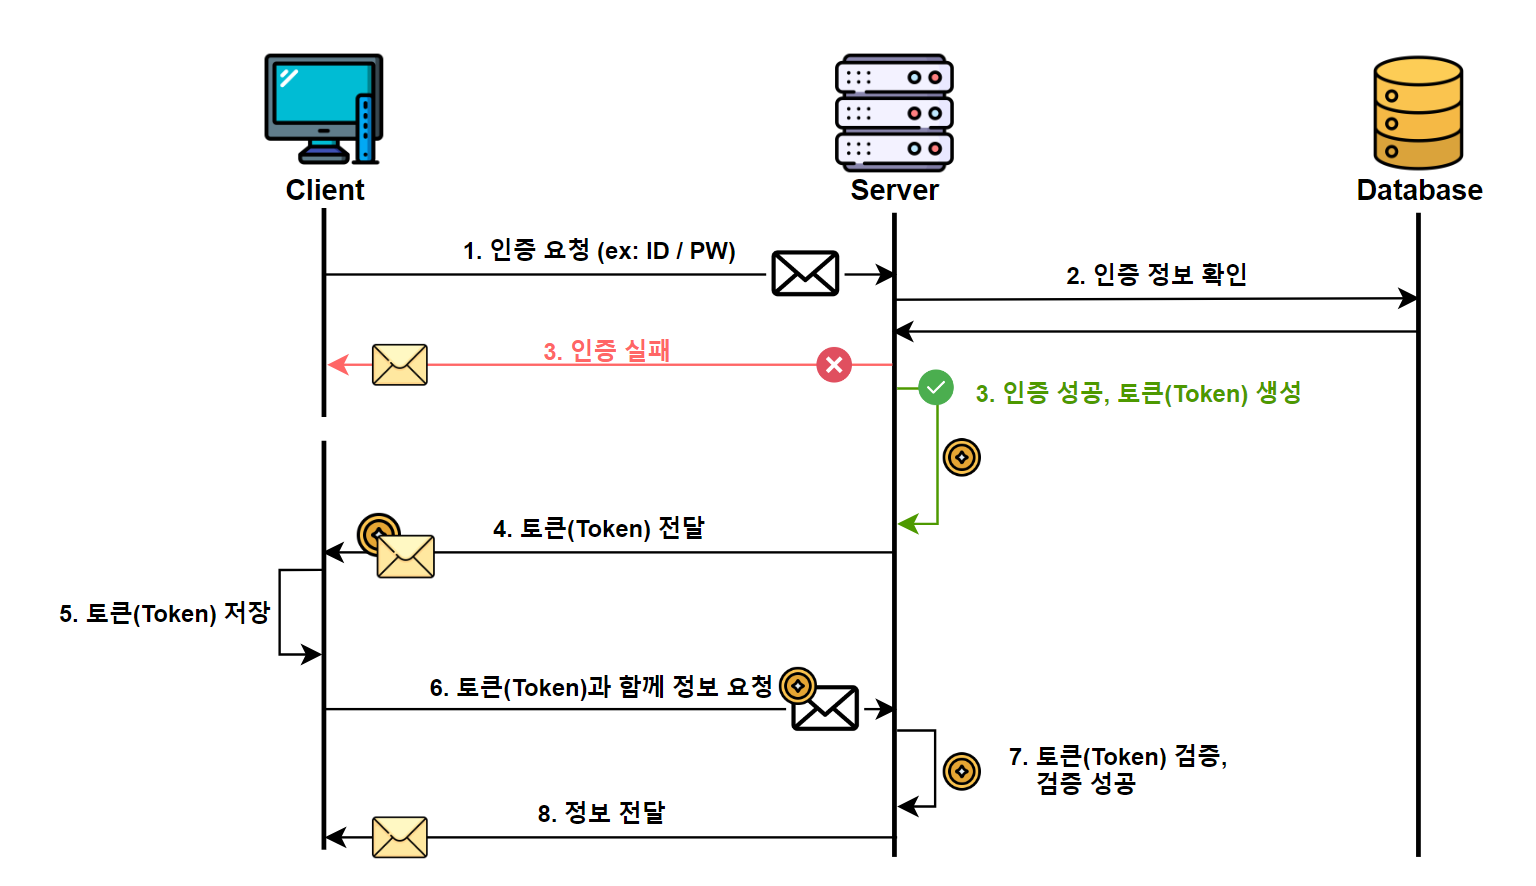 Client
Server
Database
1. 인증 요청 (ex: ID / PW)
2. 인증 정보 확인
3. 인증 실패
3. 인증 성공, 토큰(Token) 생성
4. 토큰(Token) 전달
5. 토큰(Token) 저장
6. 토큰(Token)과 함께 정보 요청
7. 토큰(Token) 검증,
검증 성공
8. 정보 전달